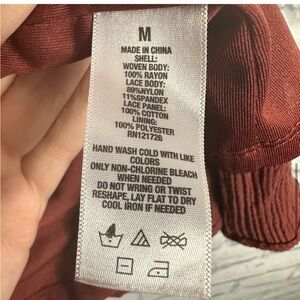 M
MADE IN CHINA
SHELL:
WOVEN BODY:
100% RAYON
LACE BODY:
89%NYLON
11%SPANDEX
LACE PANEL:
100% COTTON
LINING:
100% POLYESTER
RN121726
HAND WASH COLD WITH LIKE
COLORS
ONLY NON-CHLORINE BLEACH
WHEN NEEDED
DO NOT WRING OR TWIST
RESHAPE, LAY FLAT TO DRY
COOL IRON IF NEEDED